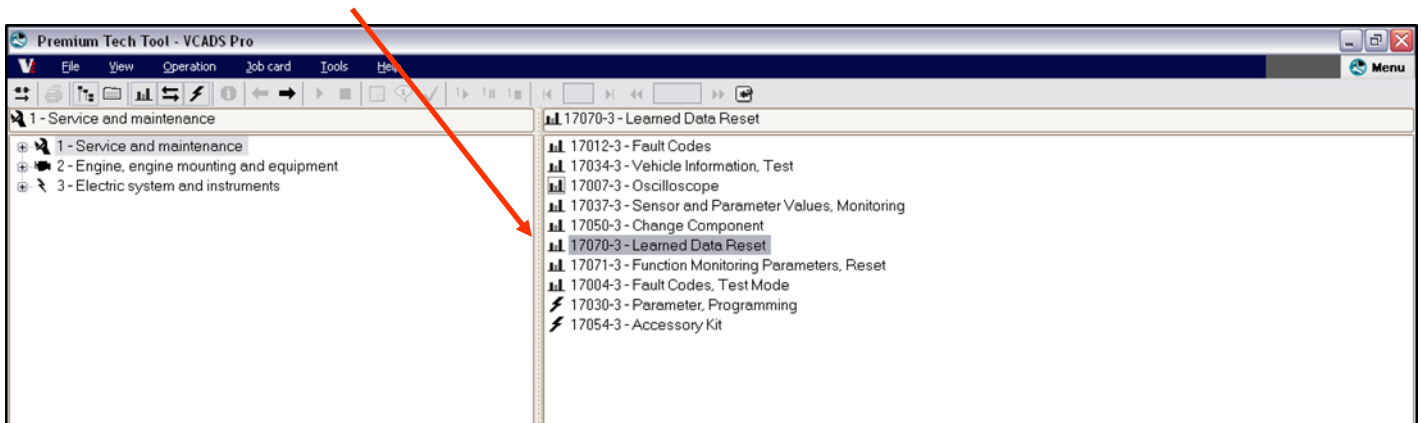 Premium Tech Tool - VCADS Pro
File View Operation Job card Tools Help Menu
1 - Service and maintenance
17070-3 - Learned Data Reset
1 - Service and maintenance
2 - Engine, engine mounting and equipment
3 - Electric system and instruments
17012-3 - Fault Codes
17034-3 - Vehicle Information, Test
17007-3 - Oscilloscope
17037-3 - Sensor and Parameter Values, Monitoring
17050-3 - Change Component
17070-3 - Learned Data Reset
17071-3 - Function Monitoring Parameters, Reset
17004-3 - Fault Codes, Test Mode
17030-3 - Parameter, Programming
17054-3 - Accessory Kit